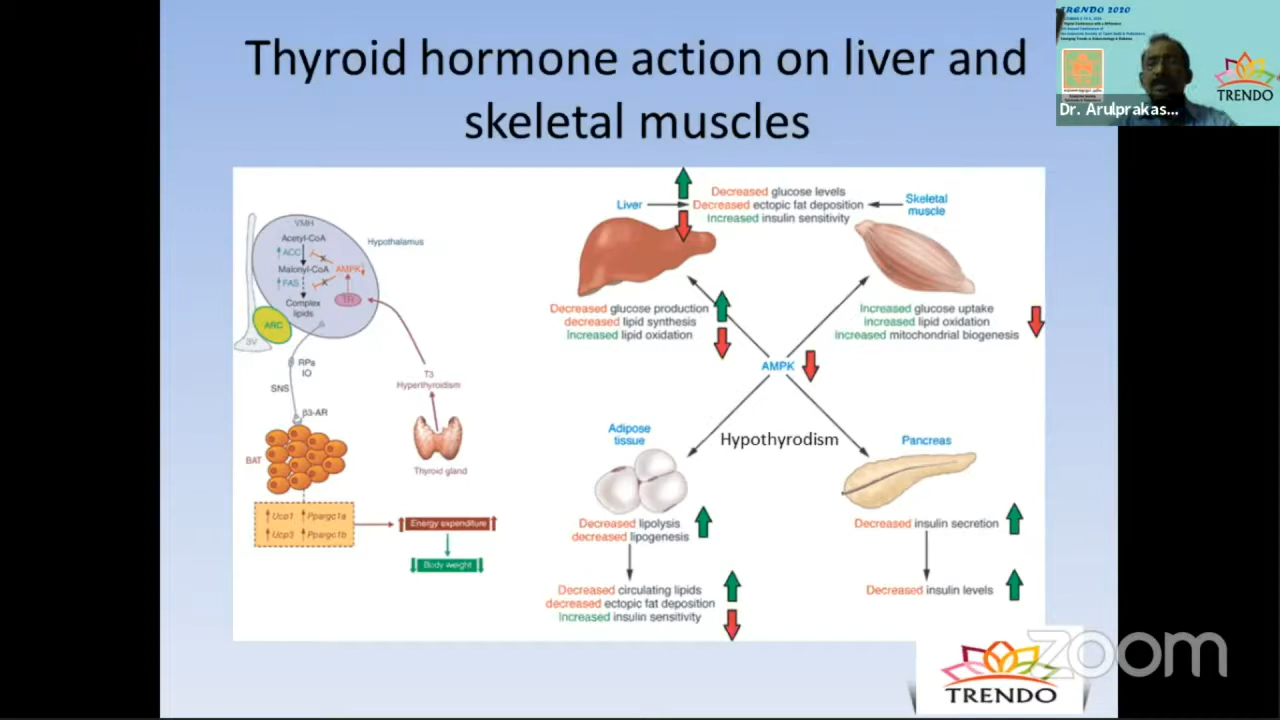 Thyroid hormone action on liver and
skeletal muscles
TRENDO 2020
TRENDO
Dr. Arulprakas...
VMH
Acetyl-CoA
ACC
Malonyl-CoA
AMPK
FAS
TR
Complex
lipids
Hypothalamus
ARC
3V
RPa
IO
SNS
β3-AR
T3
Hyperthyroidism
BAT
Thyroid gland
Ucp1 Ppargc1a
Ucp3 Ppargc1b
Energy expenditure
Body weight
Liver
Decreased glucose levels
Decreased ectopic fat deposition
Increased insulin sensitivity
Skeletal
muscle
Decreased glucose production
decreased lipid synthesis
Increased lipid oxidation
Increased glucose uptake
increased lipid oxidation
Increased mitochondrial biogenesis
AMPK
Hypothyrodism
Adipose
tissue
Pancreas
Decreased lipolysis
decreased lipogenesis
Decreased insulin secretion
Decreased circulating lipids
decreased ectopic fat deposition
Increased insulin sensitivity
Decreased insulin levels
zoom
TRENDO